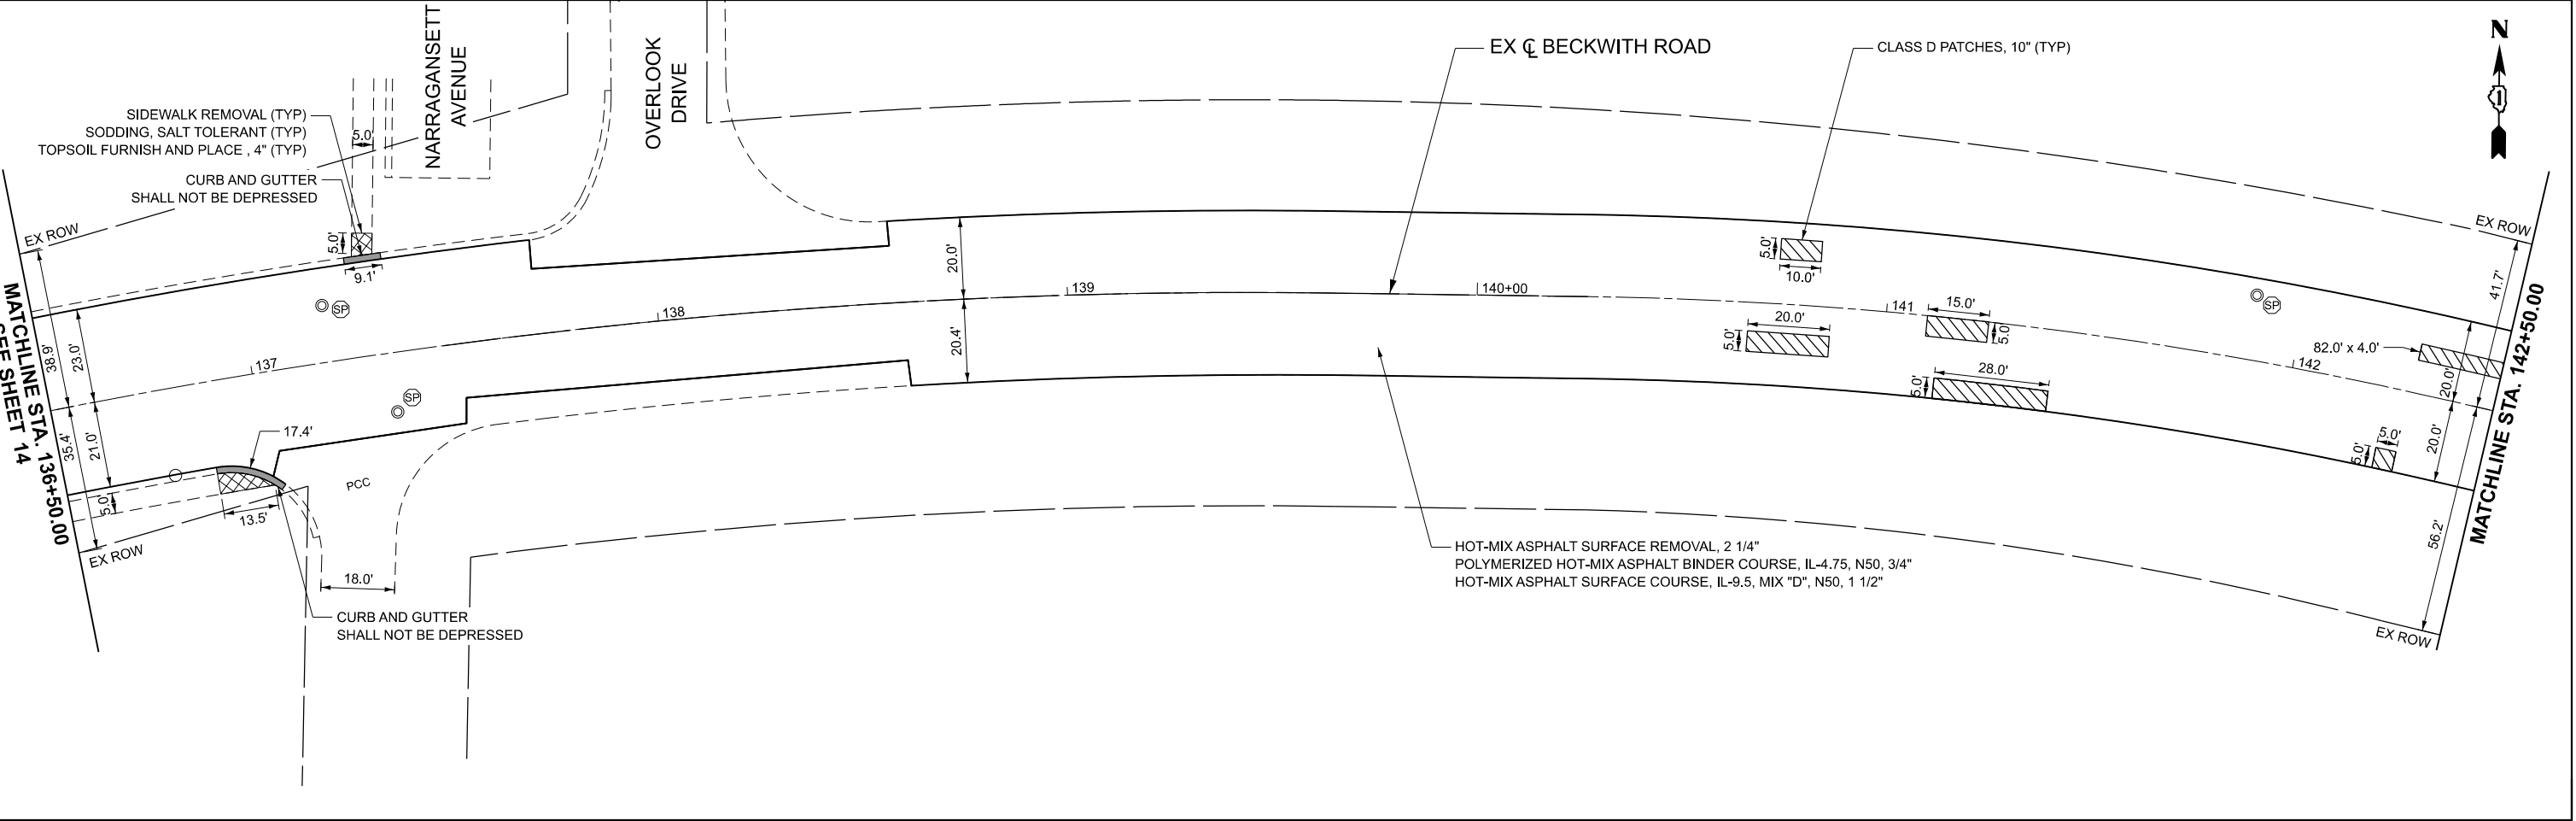 NARRAGANSETT
AVENUE
OVERLOOK
DRIVE
EX ℄ BECKWITH ROAD
CLASS D PATCHES, 10" (TYP)
N
1
SIDEWALK REMOVAL (TYP)
SODDING, SALT TOLERANT (TYP)
TOPSOIL FURNISH AND PLACE , 4" (TYP)
5.0'
CURB AND GUTTER
SHALL NOT BE DEPRESSED
EX ROW
5.0'
9.1'
SP
20.0'
139
140+00
5.0'
10.0'
141
15.0'
5.0'
SP
EX ROW
41.7'
MATCHLINE STA. 136+50.00
SEE SHEET 14
38.9'
23.0'
137
138
20.4'
20.0'
5.0'
28.0'
5.0'
82.0' x 4.0'
142
20.0'
MATCHLINE STA. 142+50.00
SP
35.4'
21.0'
17.4'
5.0'
13.5'
PCC
5.0'
5.0'
20.0'
56.2'
EX ROW
18.0'
HOT-MIX ASPHALT SURFACE REMOVAL, 2 1/4"
POLYMERIZED HOT-MIX ASPHALT BINDER COURSE, IL-4.75, N50, 3/4"
HOT-MIX ASPHALT SURFACE COURSE, IL-9.5, MIX "D", N50, 1 1/2"
CURB AND GUTTER
SHALL NOT BE DEPRESSED
EX ROW